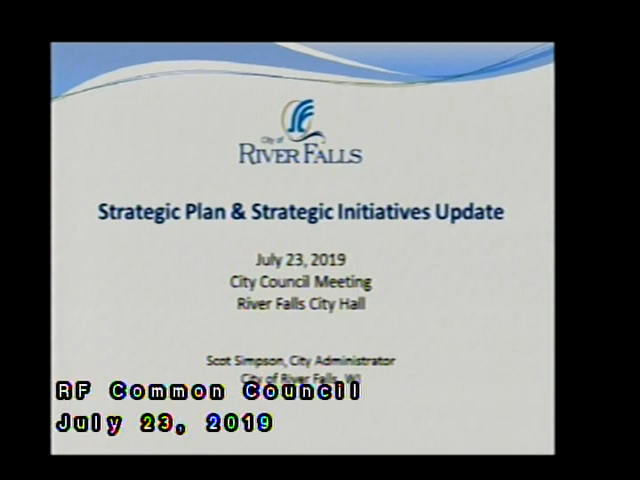 City of
RIVER FALLS
Strategic Plan & Strategic Initiatives Update
July 23, 2019
City Council Meeting
River Falls City Hall
Scot Simpson, City Administrator
City of River Falls, WI
RF Common Council
July 23, 2019